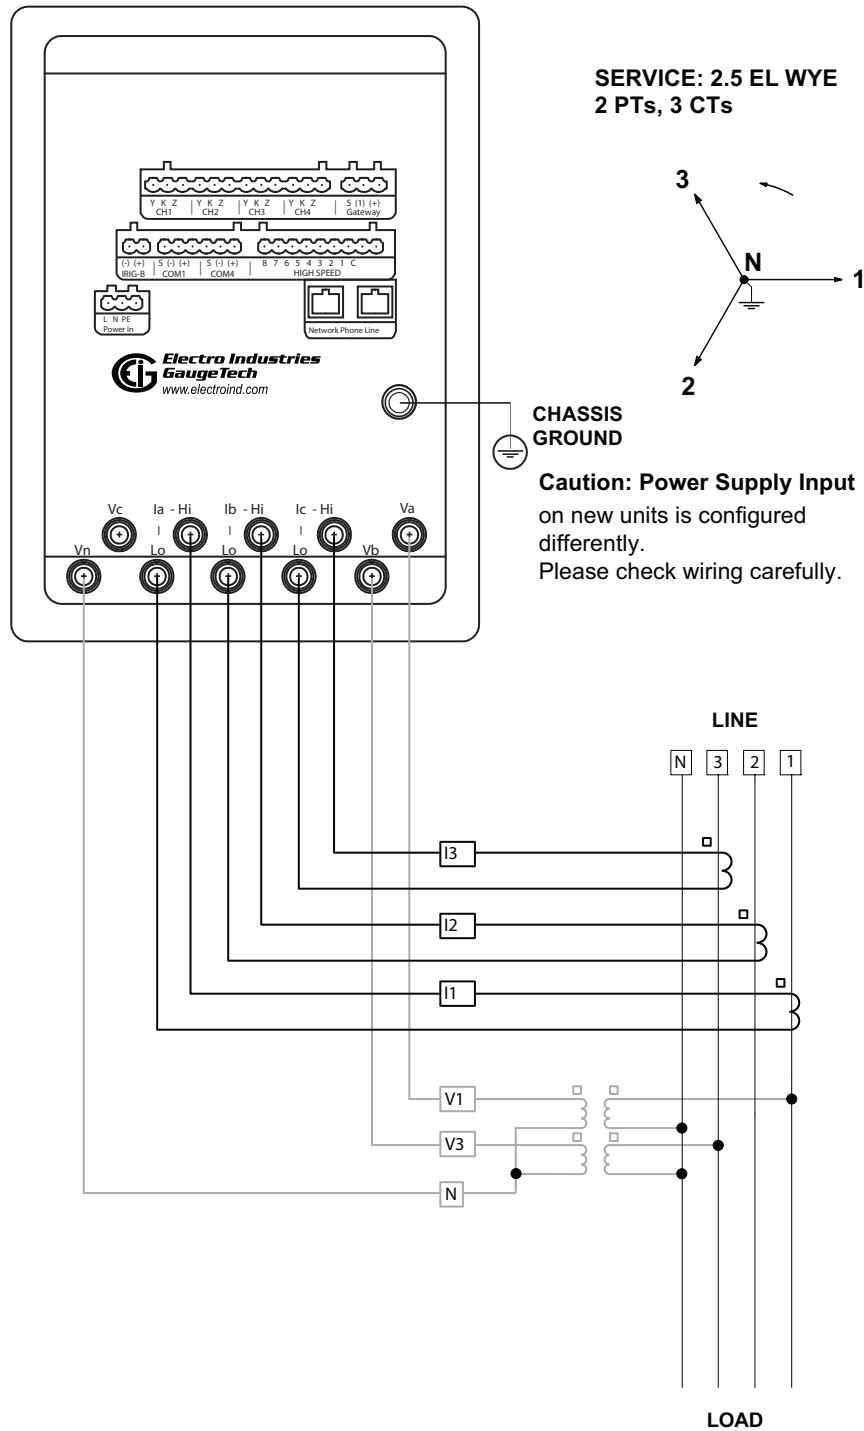 SERVICE: 2.5 EL WYE
2 PTs, 3 CTs
3
N
1
2
Y K Z Y K Z Y K Z Y K Z S (1) (+)
CH1 CH2 CH3 CH4 Gateway
(-) (+) S (-) (+) S (-) (+) 8 7 6 5 4 3 2 1 C
IRIG-B COM1 COM4 HIGH SPEED
L N PE
Power In
Network Phone Line
EIG
Electro Industries
GaugeTech
www.electroind.com
CHASSIS
GROUND
Caution: Power Supply Input
on new units is configured
differently.
Please check wiring carefully.
Vc Ia - Hi Ib - Hi Ic - Hi Va
Vn Lo Lo Lo Vb
LINE
N 3 2 1
I3
I2
I1
V1
V3
N
LOAD